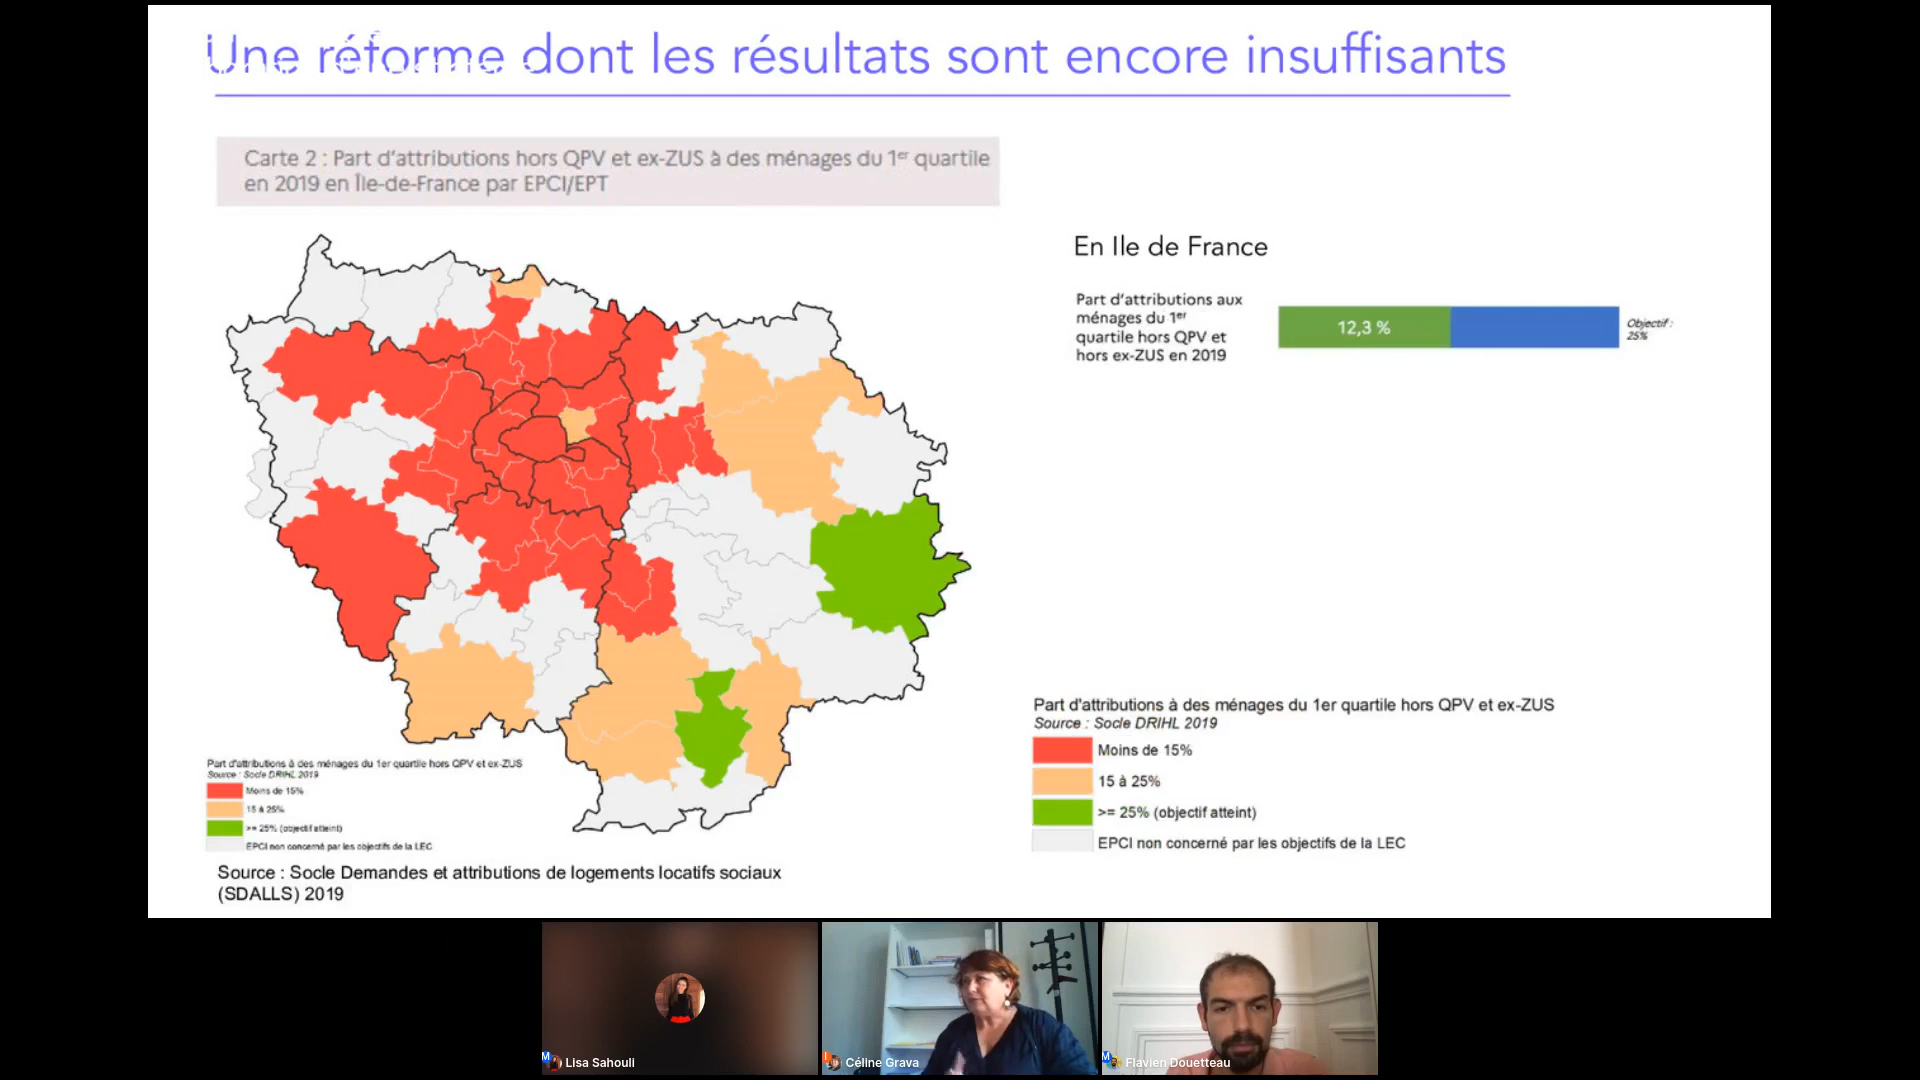 Une réforme dont les résultats sont encore insuffisants
Carte 2 : Part d'attributions hors QPV et ex-ZUS à des ménages du 1er quartile
en 2019 en Île-de-France par EPCI/EPT
En Ile de France
Part d'attributions aux
ménages du 1er
quartile hors QPV et
hors ex-ZUS en 2019
12,3 %
Objectif :
25%
Part d'attributions à des ménages du 1er quartile hors QPV et ex-ZUS
Source : Socle DRIHL 2019
Moins de 15%
15 à 25%
>= 25% (objectif atteint)
EPCI non concerné par les objectifs de la LEC
Part d'attributions à des ménages du 1er quartile hors QPV et ex-ZUS
Source : Socle DRIHL 2019
Moins de 15%
15 à 25%
>= 25% (objectif atteint)
EPCI non concerné par les objectifs de la LEC
Source : Socle Demandes et attributions de logements locatifs sociaux
(SDALLS) 2019
Lisa Sahouli
Céline Grava
Flavien Douetteau